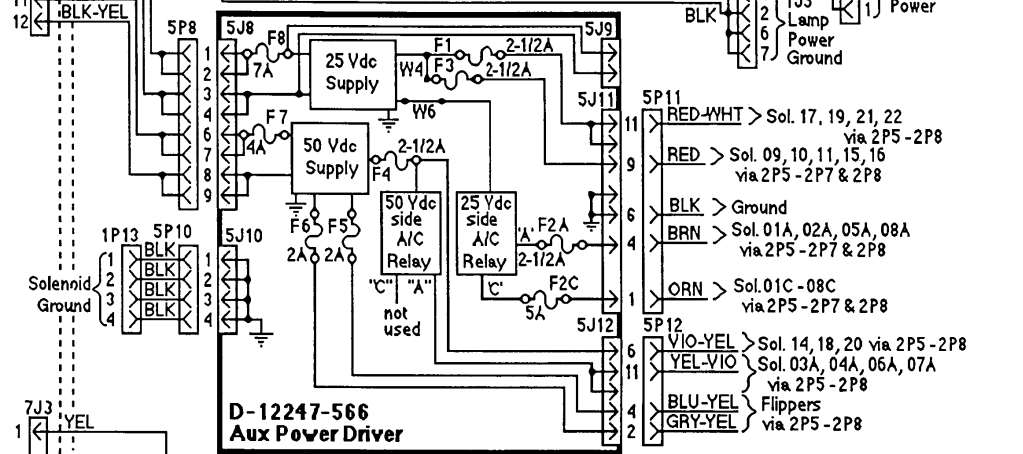 11
12
BLK-YEL
BLK
2
6
7
J3
Lamp
Power
Ground
1
Power
5P8
5J8
1
2
3
4
6
7
8
9
F8
7A
25 Vdc
Supply
W4
F1
2-1/2A
F3
2-1/2A
W6
5J9
F7
4A
50 Vdc
Supply
F4
2-1/2A
F6
2A
F5
2A
50 Vdc
side
A/C
Relay
"C"
"A"
not
used
25 Vdc
side
A/C
Relay
'A'
F2A
2-1/2A
'C'
F2C
5A
5J11
5P11
11
RED-WHT
Sol. 17, 19, 21, 22
via 2P5-2P8
9
RED
Sol. 09, 10, 11, 15, 16
via 2P5-2P7 & 2P8
6
BLK
Ground
4
BRN
Sol. 01A, 02A, 05A, 08A
via 2P5-2P7 & 2P8
1
ORN
Sol. 01C - 08C
via 2P5-2P7 & 2P8
1P13
5P10
5J10
Solenoid
Ground
1
BLK
1
2
BLK
2
3
BLK
3
4
BLK
4
5J12
5P12
6
VIO-YEL
Sol. 14, 18, 20 via 2P5-2P8
11
YEL-VIO
Sol. 03A, 04A, 06A, 07A
via 2P5-2P8
4
BLU-YEL
Flippers
2
GRY-YEL
via 2P5-2P8
D-12247-566
Aux Power Driver
7J3
1
YEL